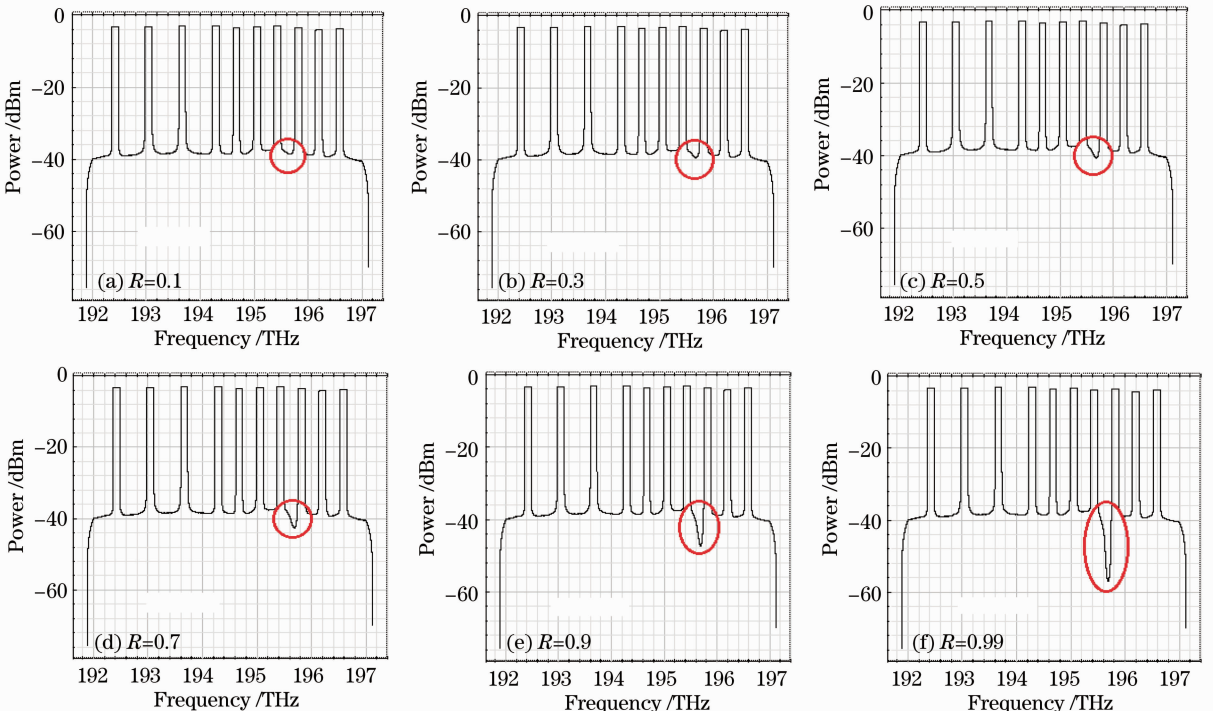 0
−20
−40
−60
Power /dBm
(a) R=0.1
192 193 194 195 196 197
Frequency /THz
0
−20
−40
−60
Power /dBm
(b) R=0.3
192 193 194 195 196 197
Frequency /THz
0
−20
−40
−60
Power /dBm
(c) R=0.5
192 193 194 195 196 197
Frequency /THz
0
−20
−40
−60
Power /dBm
(d) R=0.7
192 193 194 195 196 197
Frequency /THz
0
−20
−40
−60
Power /dBm
(e) R=0.9
192 193 194 195 196 197
Frequency /THz
0
−20
−40
−60
Power /dBm
(f) R=0.99
192 193 194 195 196 197
Frequency /THz